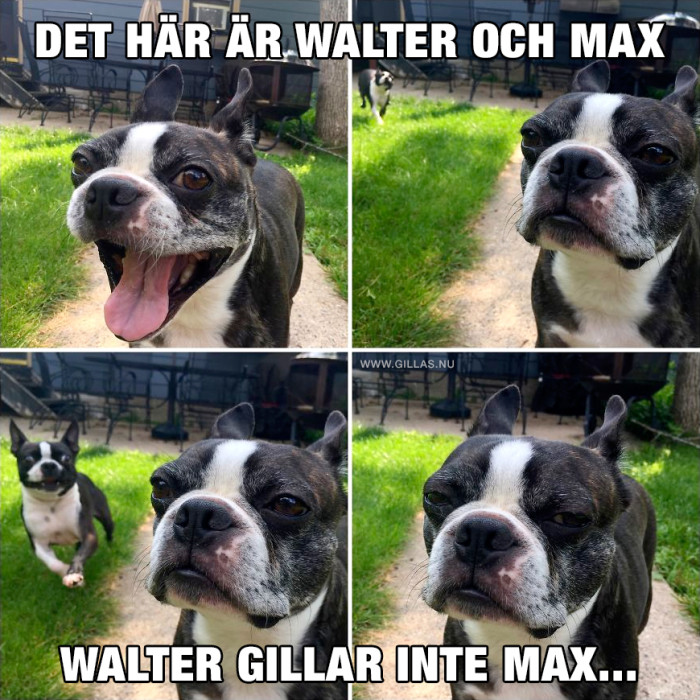 DET HÄR ÄR WALTER OCH MAX
WWW.GILLAS.NU
WALTER GILLAR INTE MAX...